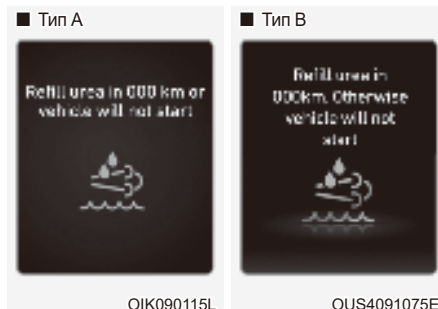 ■ Тип А
Refill urea in 000 km or
vehicle will not start
OIK090115L
■ Тип В
Refill urea in
000km. Otherwise
vehicle will not
start
OUS4091075E